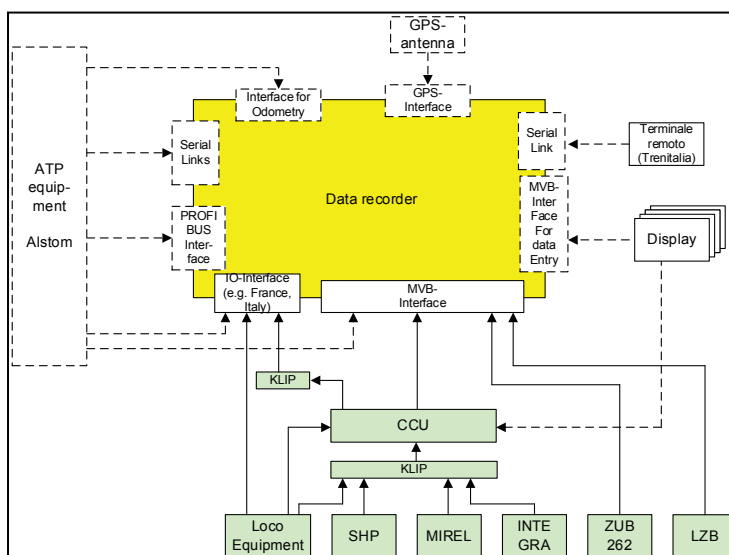 GPS-
antenna
Interface for
Odometry
GPS-
Interface
ATP
equip-
ment
Alstom
Serial
Links
Serial
Link
Terminale
remoto
(Trenitalia)
Data recorder
PROFI
BUS
Inter-
face
MVB-
Inter
Face
For data
Entry
Display
IO-Interface
(e.g. France,
Italy)
MVB-
Interface
KLIP
CCU
KLIP
Loco
Equipment
SHP
MIREL
INTE
GRA
ZUB
262
LZB